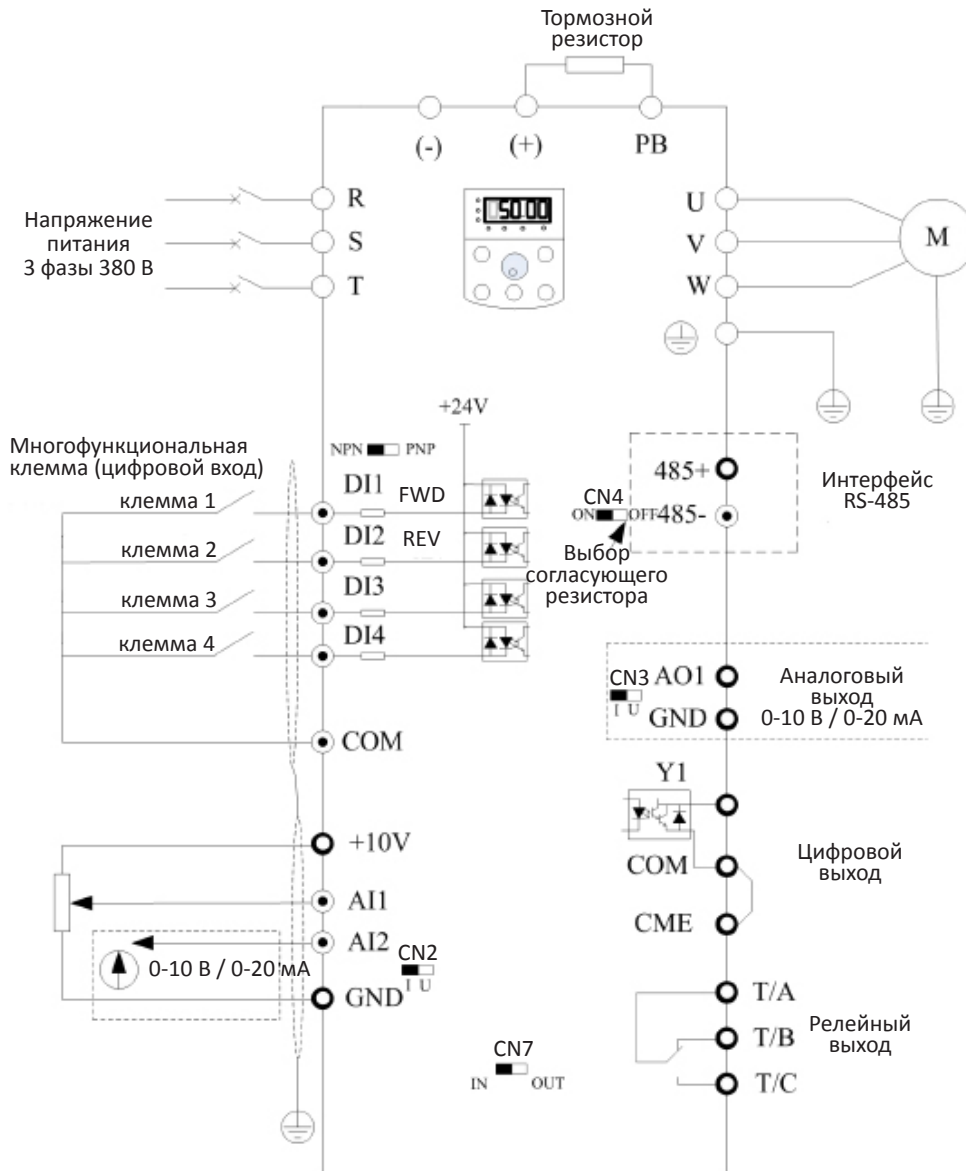 Тормозной
резистор
(-)
(+)
PB
R
S
T
Напряжение
питания
3 фазы 380 В
50.00
U
V
W
M
+24V
Многофункциональная
клемма (цифровой вход)
NPN PNP
клемма 1
DI1
FWD
клемма 2
DI2
REV
клемма 3
DI3
клемма 4
DI4
COM
485+
CN4
ON OFF
485-
Интерфейс
RS-485
Выбор
согласующего
резистора
CN3
I U
AO1
GND
Аналоговый
выход
0-10 В / 0-20 мА
Y1
COM
CME
Цифровой
выход
+10V
AI1
AI2
0-10 В / 0-20 мА
CN2
I U
GND
T/A
T/B
T/C
Релейный
выход
CN7
IN OUT